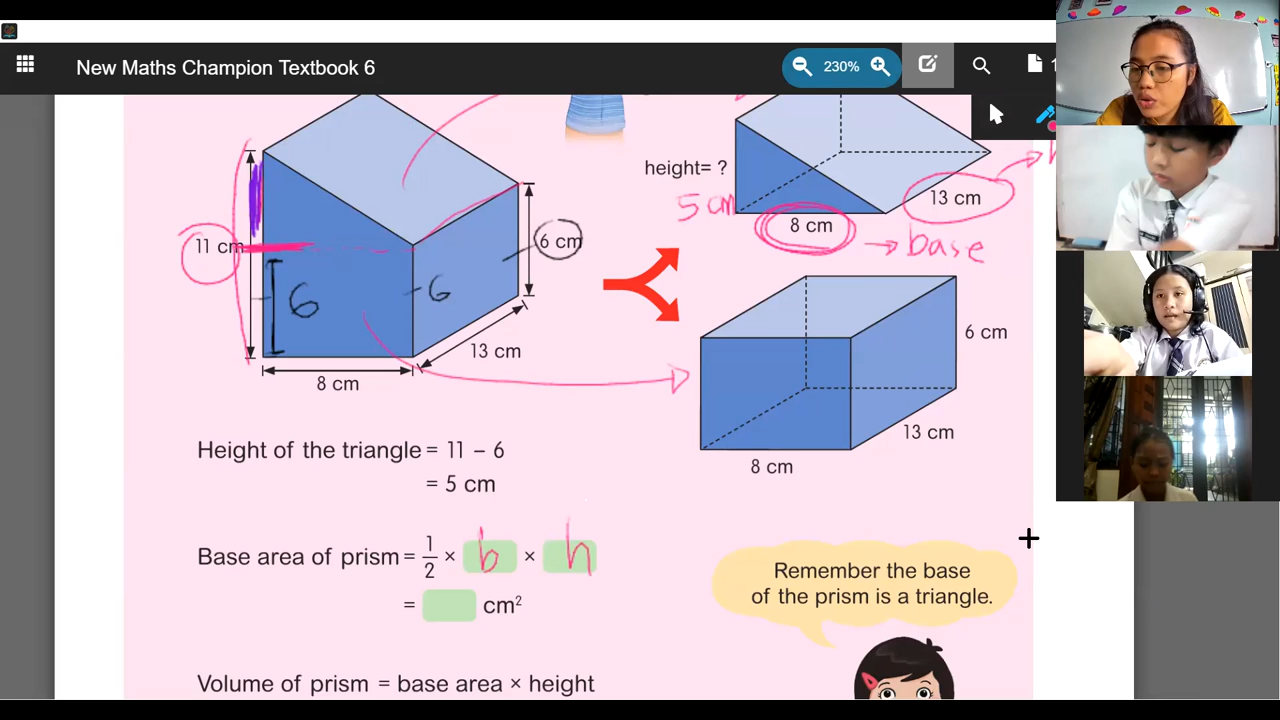 New Maths Champion Textbook 6
230%
height= ?
5 cm
13 cm
8 cm
→ base
11 cm
6 cm
6
6
13 cm
8 cm
6 cm
13 cm
8 cm
Height of the triangle = 11 – 6
= 5 cm
Base area of prism = 1/2 × b × h
= cm²
Remember the base
of the prism is a triangle.
Volume of prism = base area × height